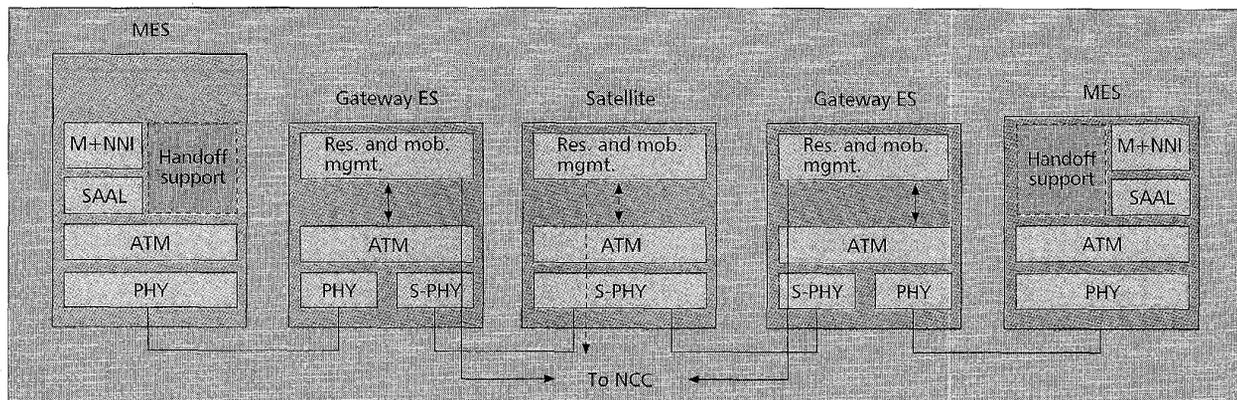 MES
M+NNI
Handoff
support
SAAL
ATM
PHY
Gateway ES
Res. and mob.
mgmt.
ATM
PHY
S-PHY
Satellite
Res. and mob.
mgmt.
ATM
S-PHY
Gateway ES
Res. and mob.
mgmt.
ATM
S-PHY
PHY
MES
Handoff
support
M+NNI
SAAL
ATM
PHY
To NCC